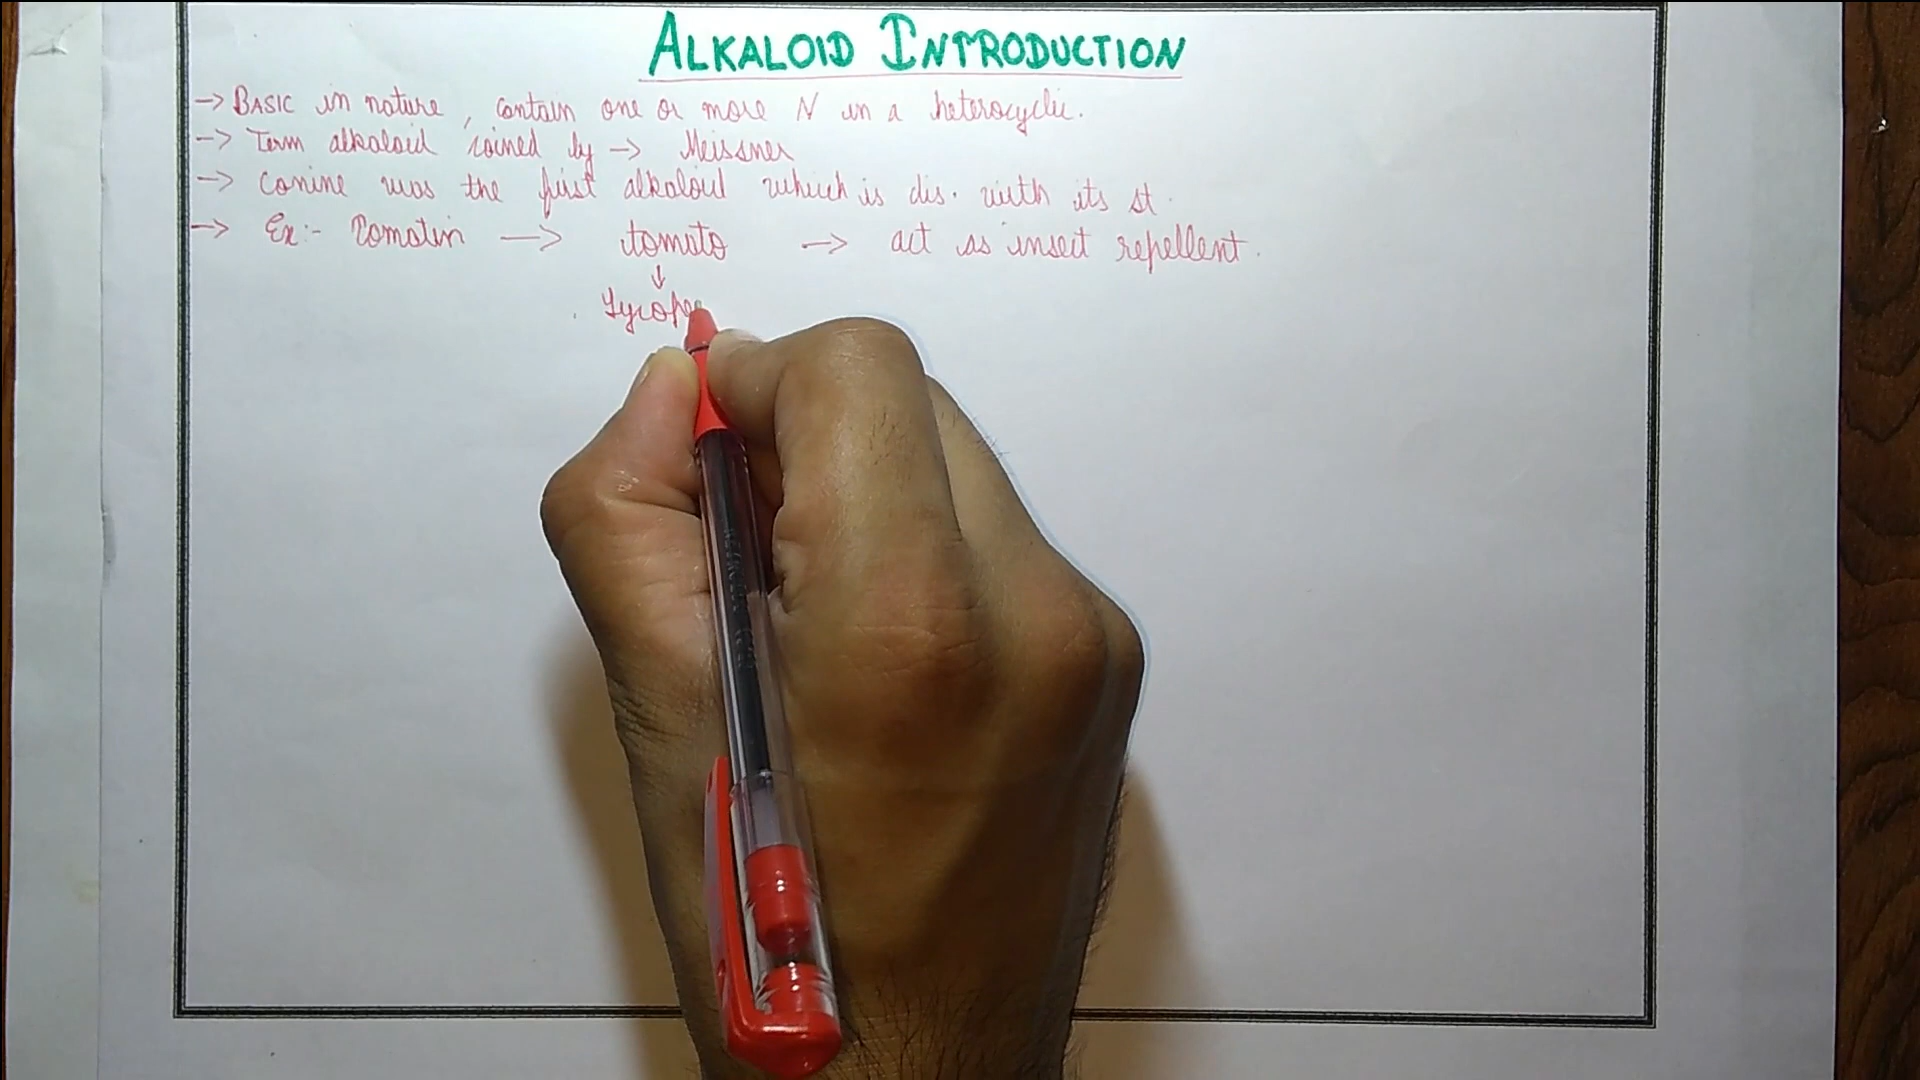 ALKALOID INTRODUCTION
→ BASIC in nature, contain one or more N in a heterocyclic.
→ Term alkaloid coined by → Meissner
→ Conine was the first alkaloid which is dis. with its st.
→ Ex:- Tomatin → tomato → act as insect repellent.
↓
Lycope